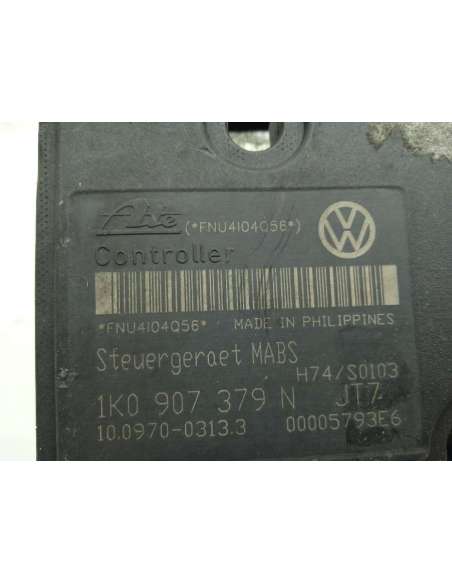 Ate (*FNU4I04Q56*)
Controller
*FNU4I04Q56* MADE IN PHILIPPINES
Steuergeraet MABS
H74/S0103
1K0 907 379 N JT7
10.0970-0313.3 00005793E6